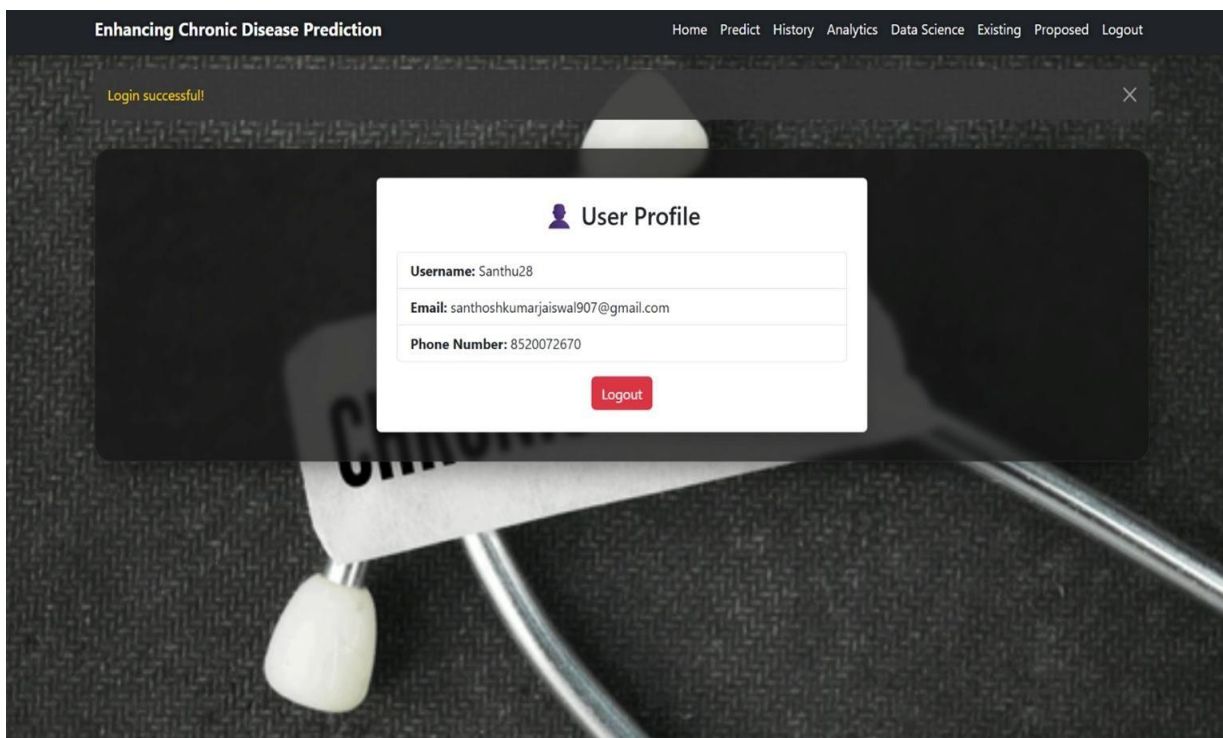 Enhancing Chronic Disease Prediction
Home Predict History Analytics Data Science Existing Proposed Logout
Login successful!
User Profile
Username: Santhu28
Email: santhoshkumarjaiswal907@gmail.com
Phone Number: 8520072670
Logout